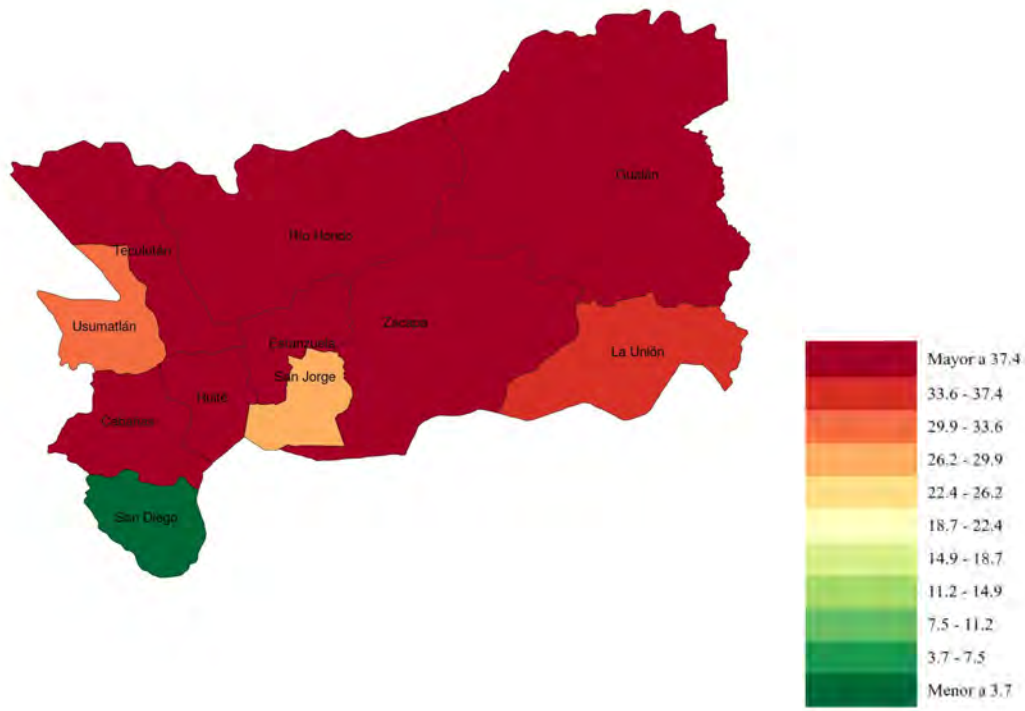 Gualán
Río Hondo
Teculután
Usumatlán
Zacapa
Estanzuela
La Unión
San Jorge
Huité
Cabañas
San Diego
Mayor a 37.4
33.6 - 37.4
29.9 - 33.6
26.2 - 29.9
22.4 - 26.2
18.7 - 22.4
14.9 - 18.7
11.2 - 14.9
7.5 - 11.2
3.7 - 7.5
Menor a 3.7